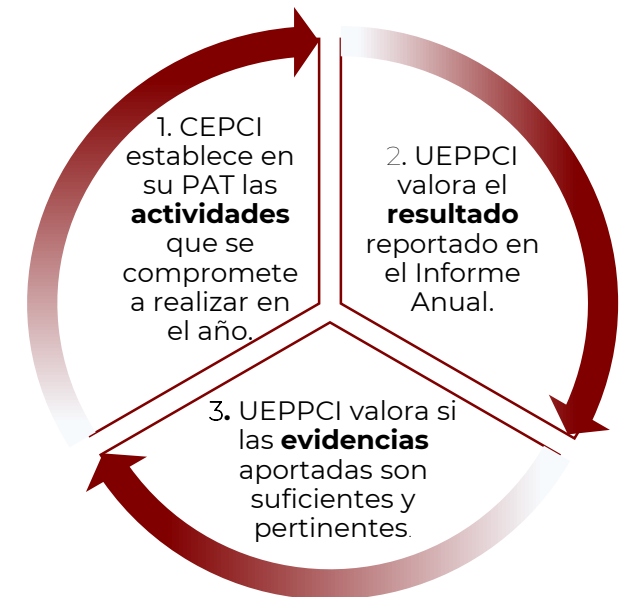 1. CEPCI
establece en
su PAT las
actividades
que se
compromete
a realizar en
el año.
2. UEPPCI
valora el
resultado
reportado en
el Informe
Anual.
3. UEPPCI valora si
las evidencias
aportadas son
suficientes y
pertinentes.